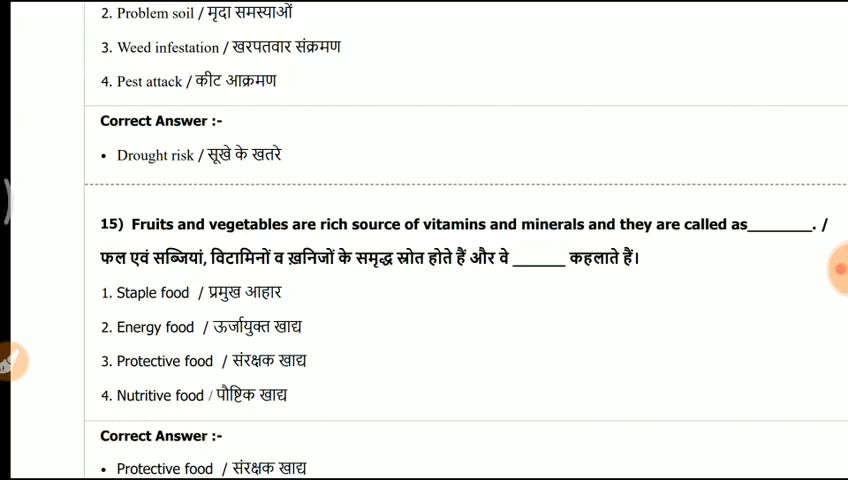 2. Problem soil / मृदा समस्याओं
3. Weed infestation / खरपतवार संक्रमण
4. Pest attack / कीट आक्रमण
Correct Answer :-
• Drought risk / सूखे के खतरे
15) Fruits and vegetables are rich source of vitamins and minerals and they are called as_______. /
फल एवं सब्जियां, विटामिनों व ख़निजों के समृद्ध स्रोत होते हैं और वे ______ कहलाते हैं।
1. Staple food / प्रमुख आहार
2. Energy food / ऊर्जायुक्त खाद्य
3. Protective food / संरक्षक खाद्य
4. Nutritive food / पौष्टिक खाद्य
Correct Answer :-
• Protective food / संरक्षक खाद्य